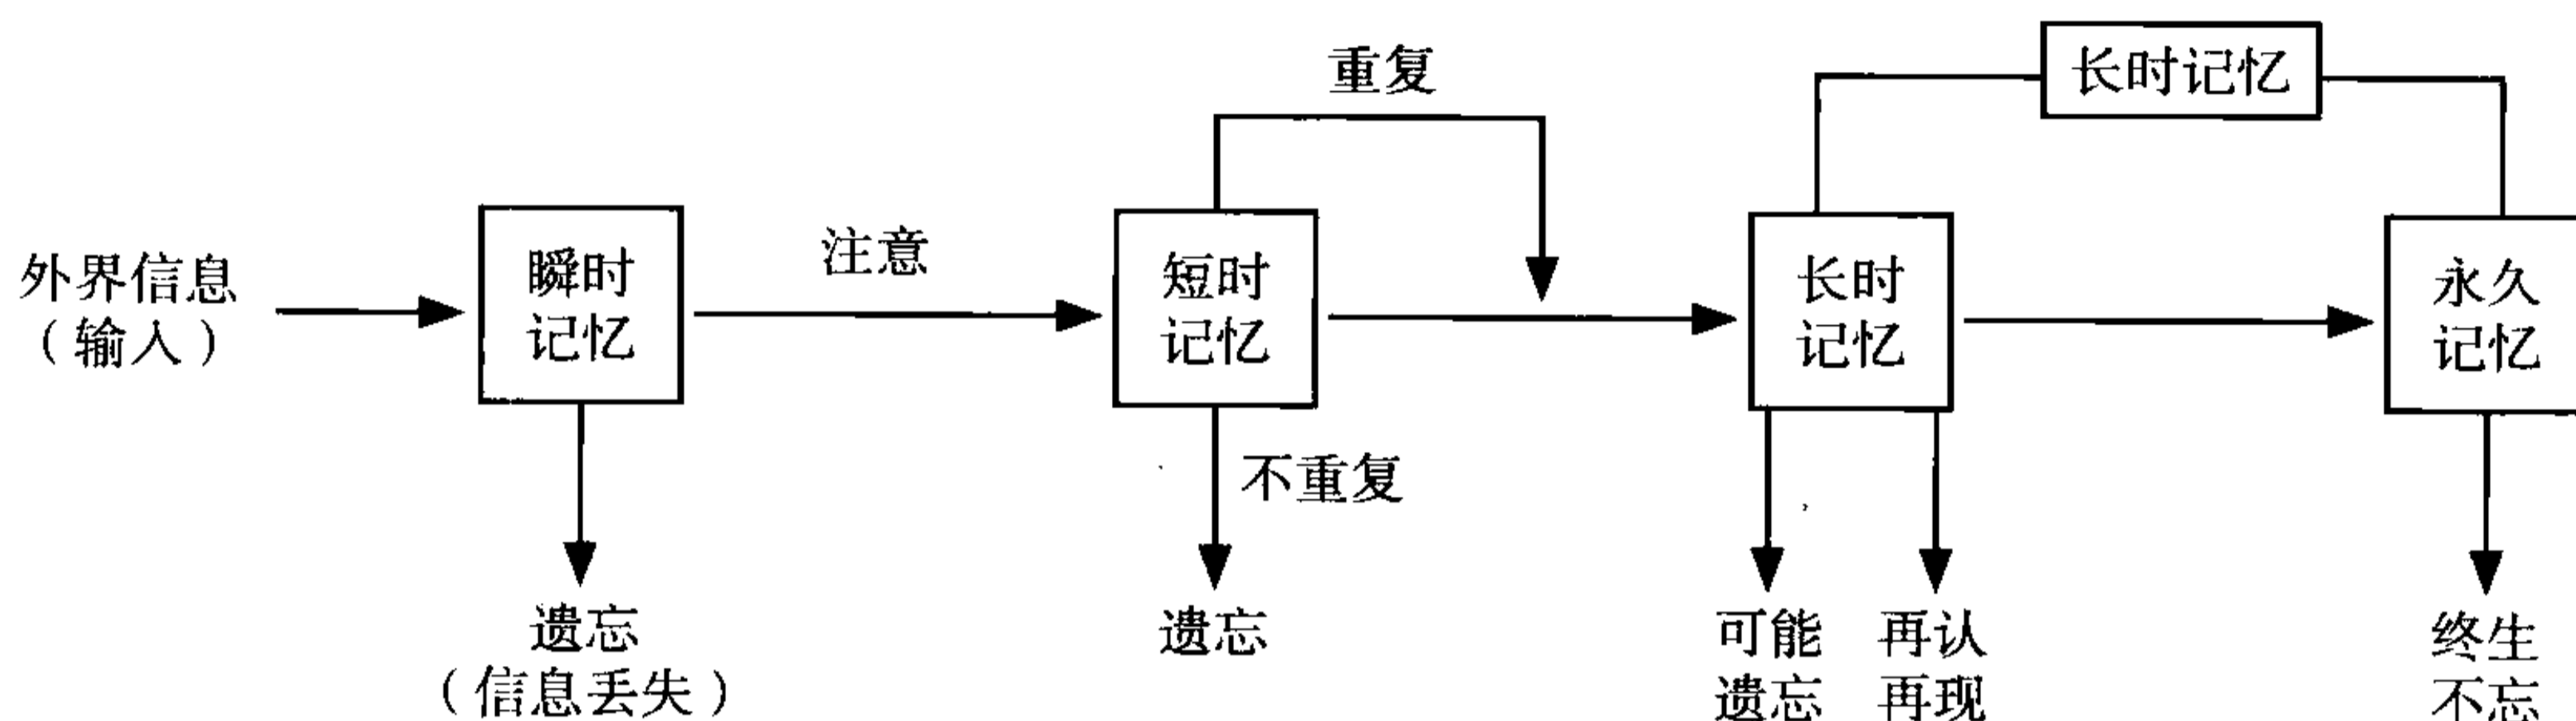 重复
长时记忆
外界信息
（输入）
瞬时
记忆
注意
短时
记忆
长时
记忆
永久
记忆
不重复
遗忘
（信息丢失）
遗忘
可能
遗忘
再认
再现
终生
不忘